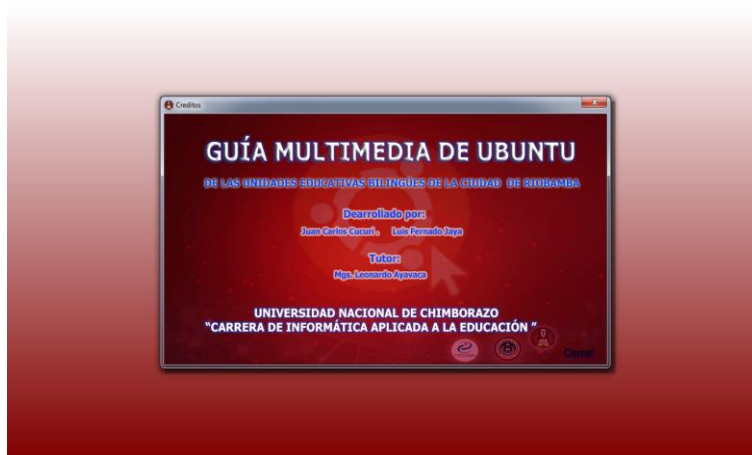 Creditos
GUÍA MULTIMEDIA DE UBUNTU
DE LAS UNIDADES EDUCATIVAS BILINGÜES DE LA CIUDAD DE RIOBAMBA
Dearrollado por:
Juan Carlos Cucuri , Luis Fernado Jaya
Tutor:
Mgs. Leonardo Ayavaca
UNIVERSIDAD NACIONAL DE CHIMBORAZO
"CARRERA DE INFORMÁTICA APLICADA A LA EDUCACIÓN "
Cerrar